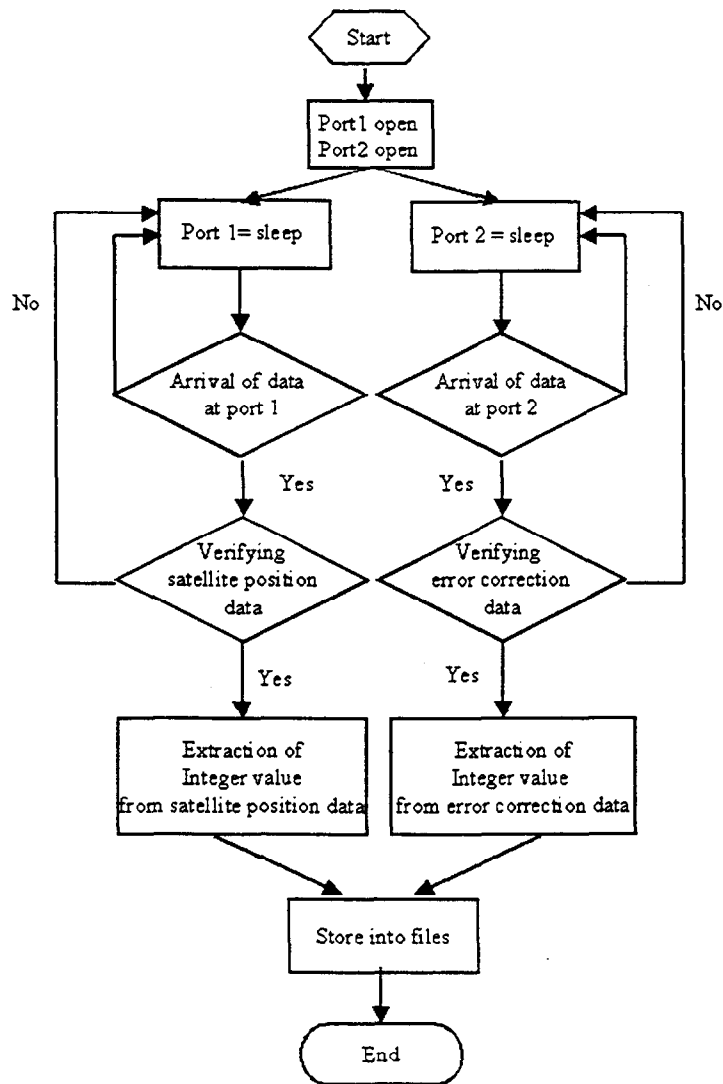 Start
Port1 open
Port2 open
Port 1= sleep
Port 2 = sleep
No
No
Arrival of data
at port 1
Arrival of data
at port 2
Yes
Yes
Verifying
satellite position
data
Verifying
error correction
data
Yes
Yes
Extraction of
Integer value
from satellite position data
Extraction of
Integer value
from error correction data
Store into files
End